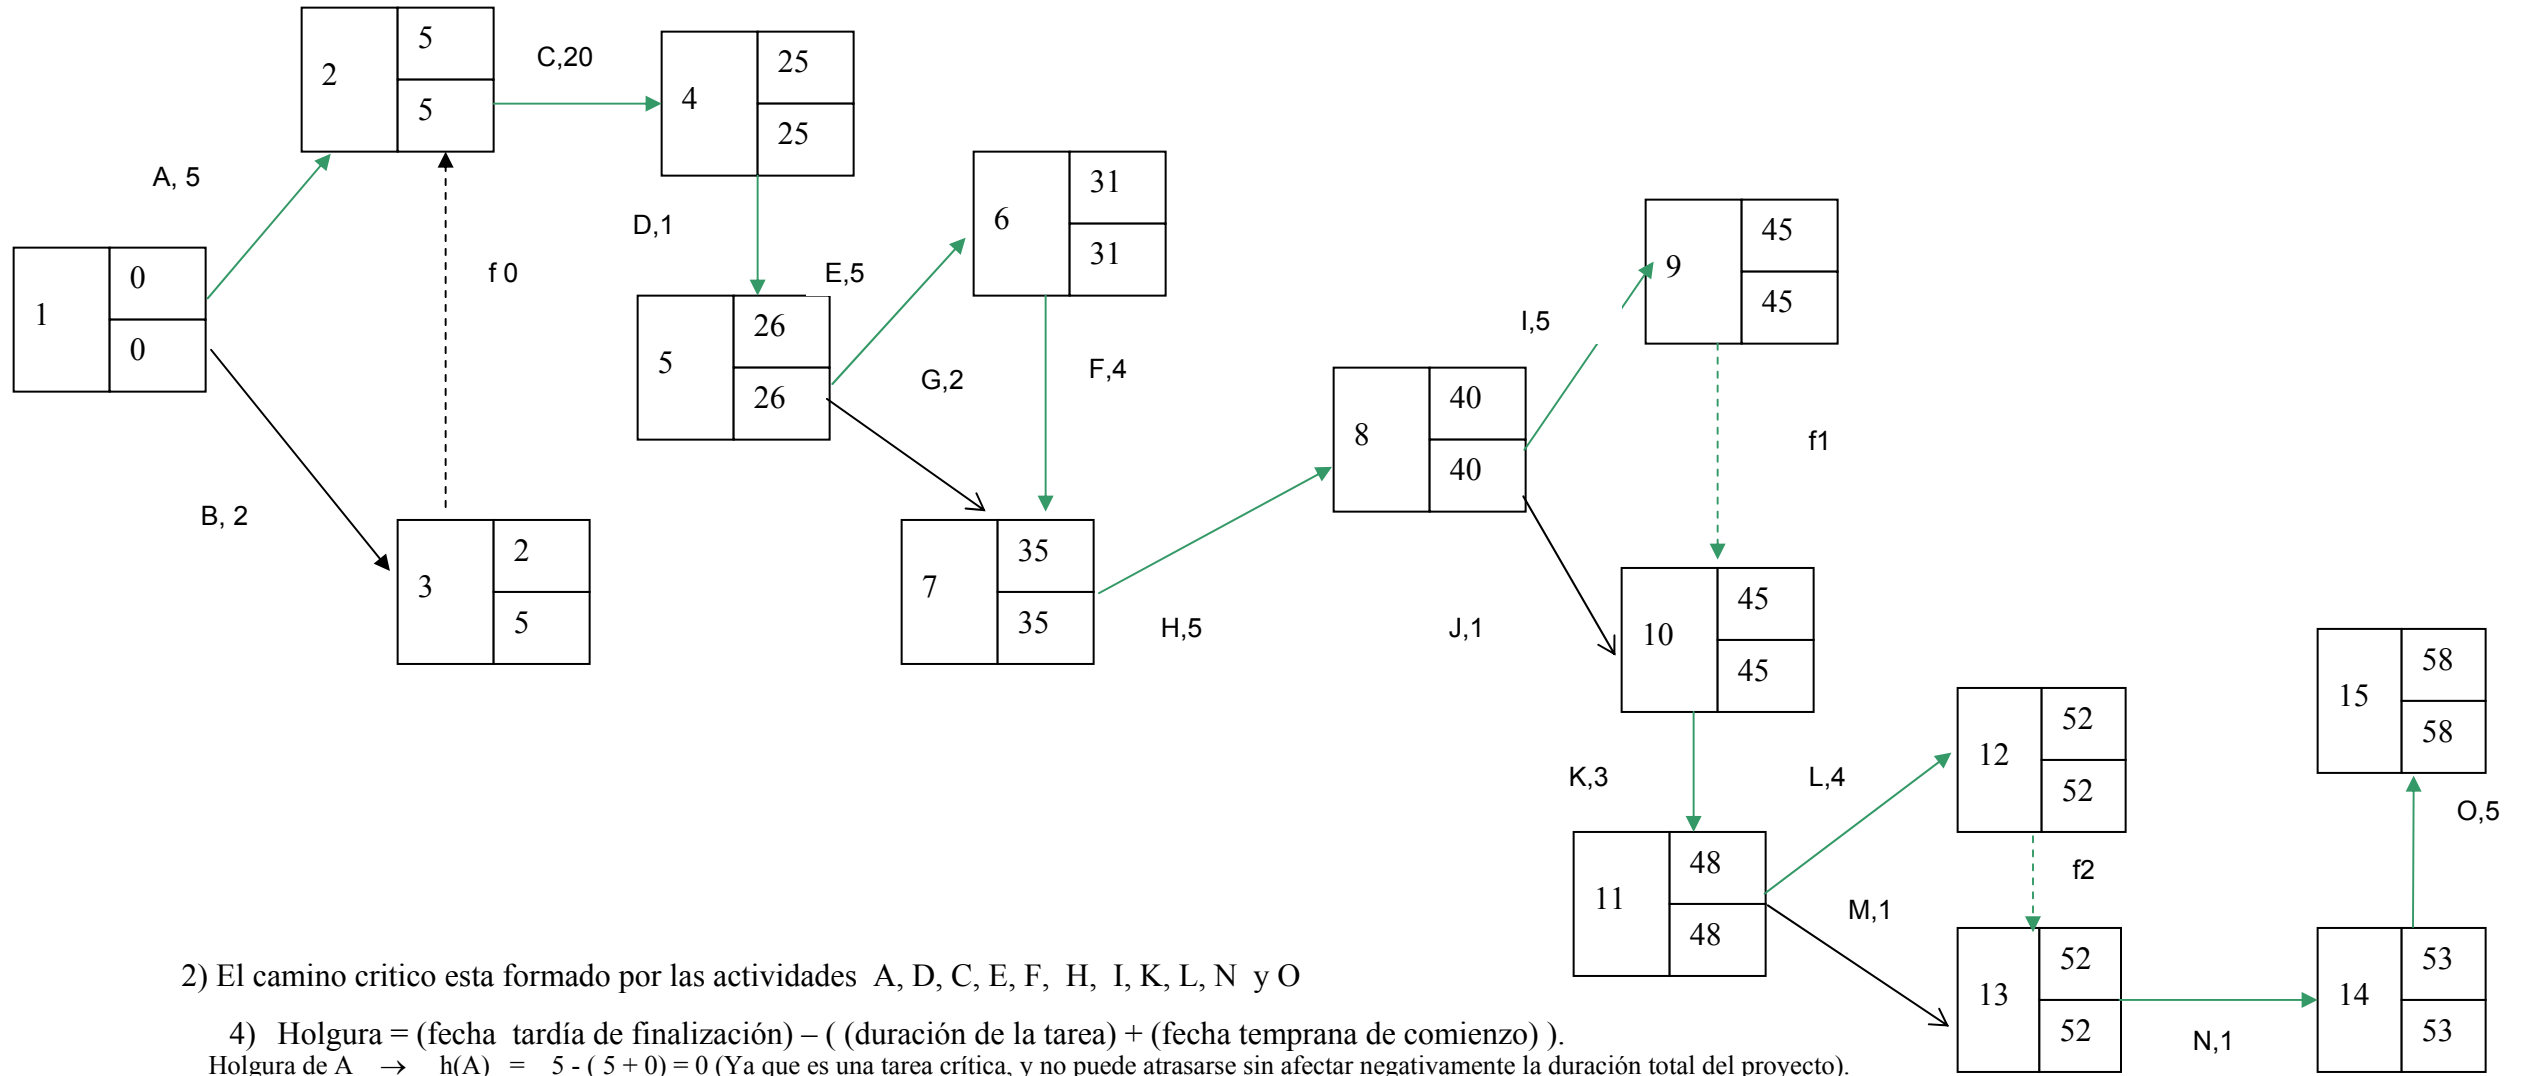 2
5
5
C,20
4
25
25
A, 5
6
31
31
D,1
9
45
45
1
0
0
f 0
E,5
5
26
26
I,5
G,2
F,4
8
40
40
f1
B, 2
3
2
5
7
35
35
H,5
J,1
10
45
45
15
58
58
K,3
L,4
12
52
52
O,5
11
48
48
f2
M,1
13
52
52
14
53
53
N,1
2) El camino critico esta formado por las actividades A, D, C, E, F, H, I, K, L, N y O
4) Holgura = (fecha tardía de finalización) – ( (duración de la tarea) + (fecha temprana de comienzo) ).
Holgura de A → h(A) = 5 - ( 5 + 0) = 0 (Ya que es una tarea crítica, y no puede atrasarse sin afectar negativamente la duración total del proyecto).